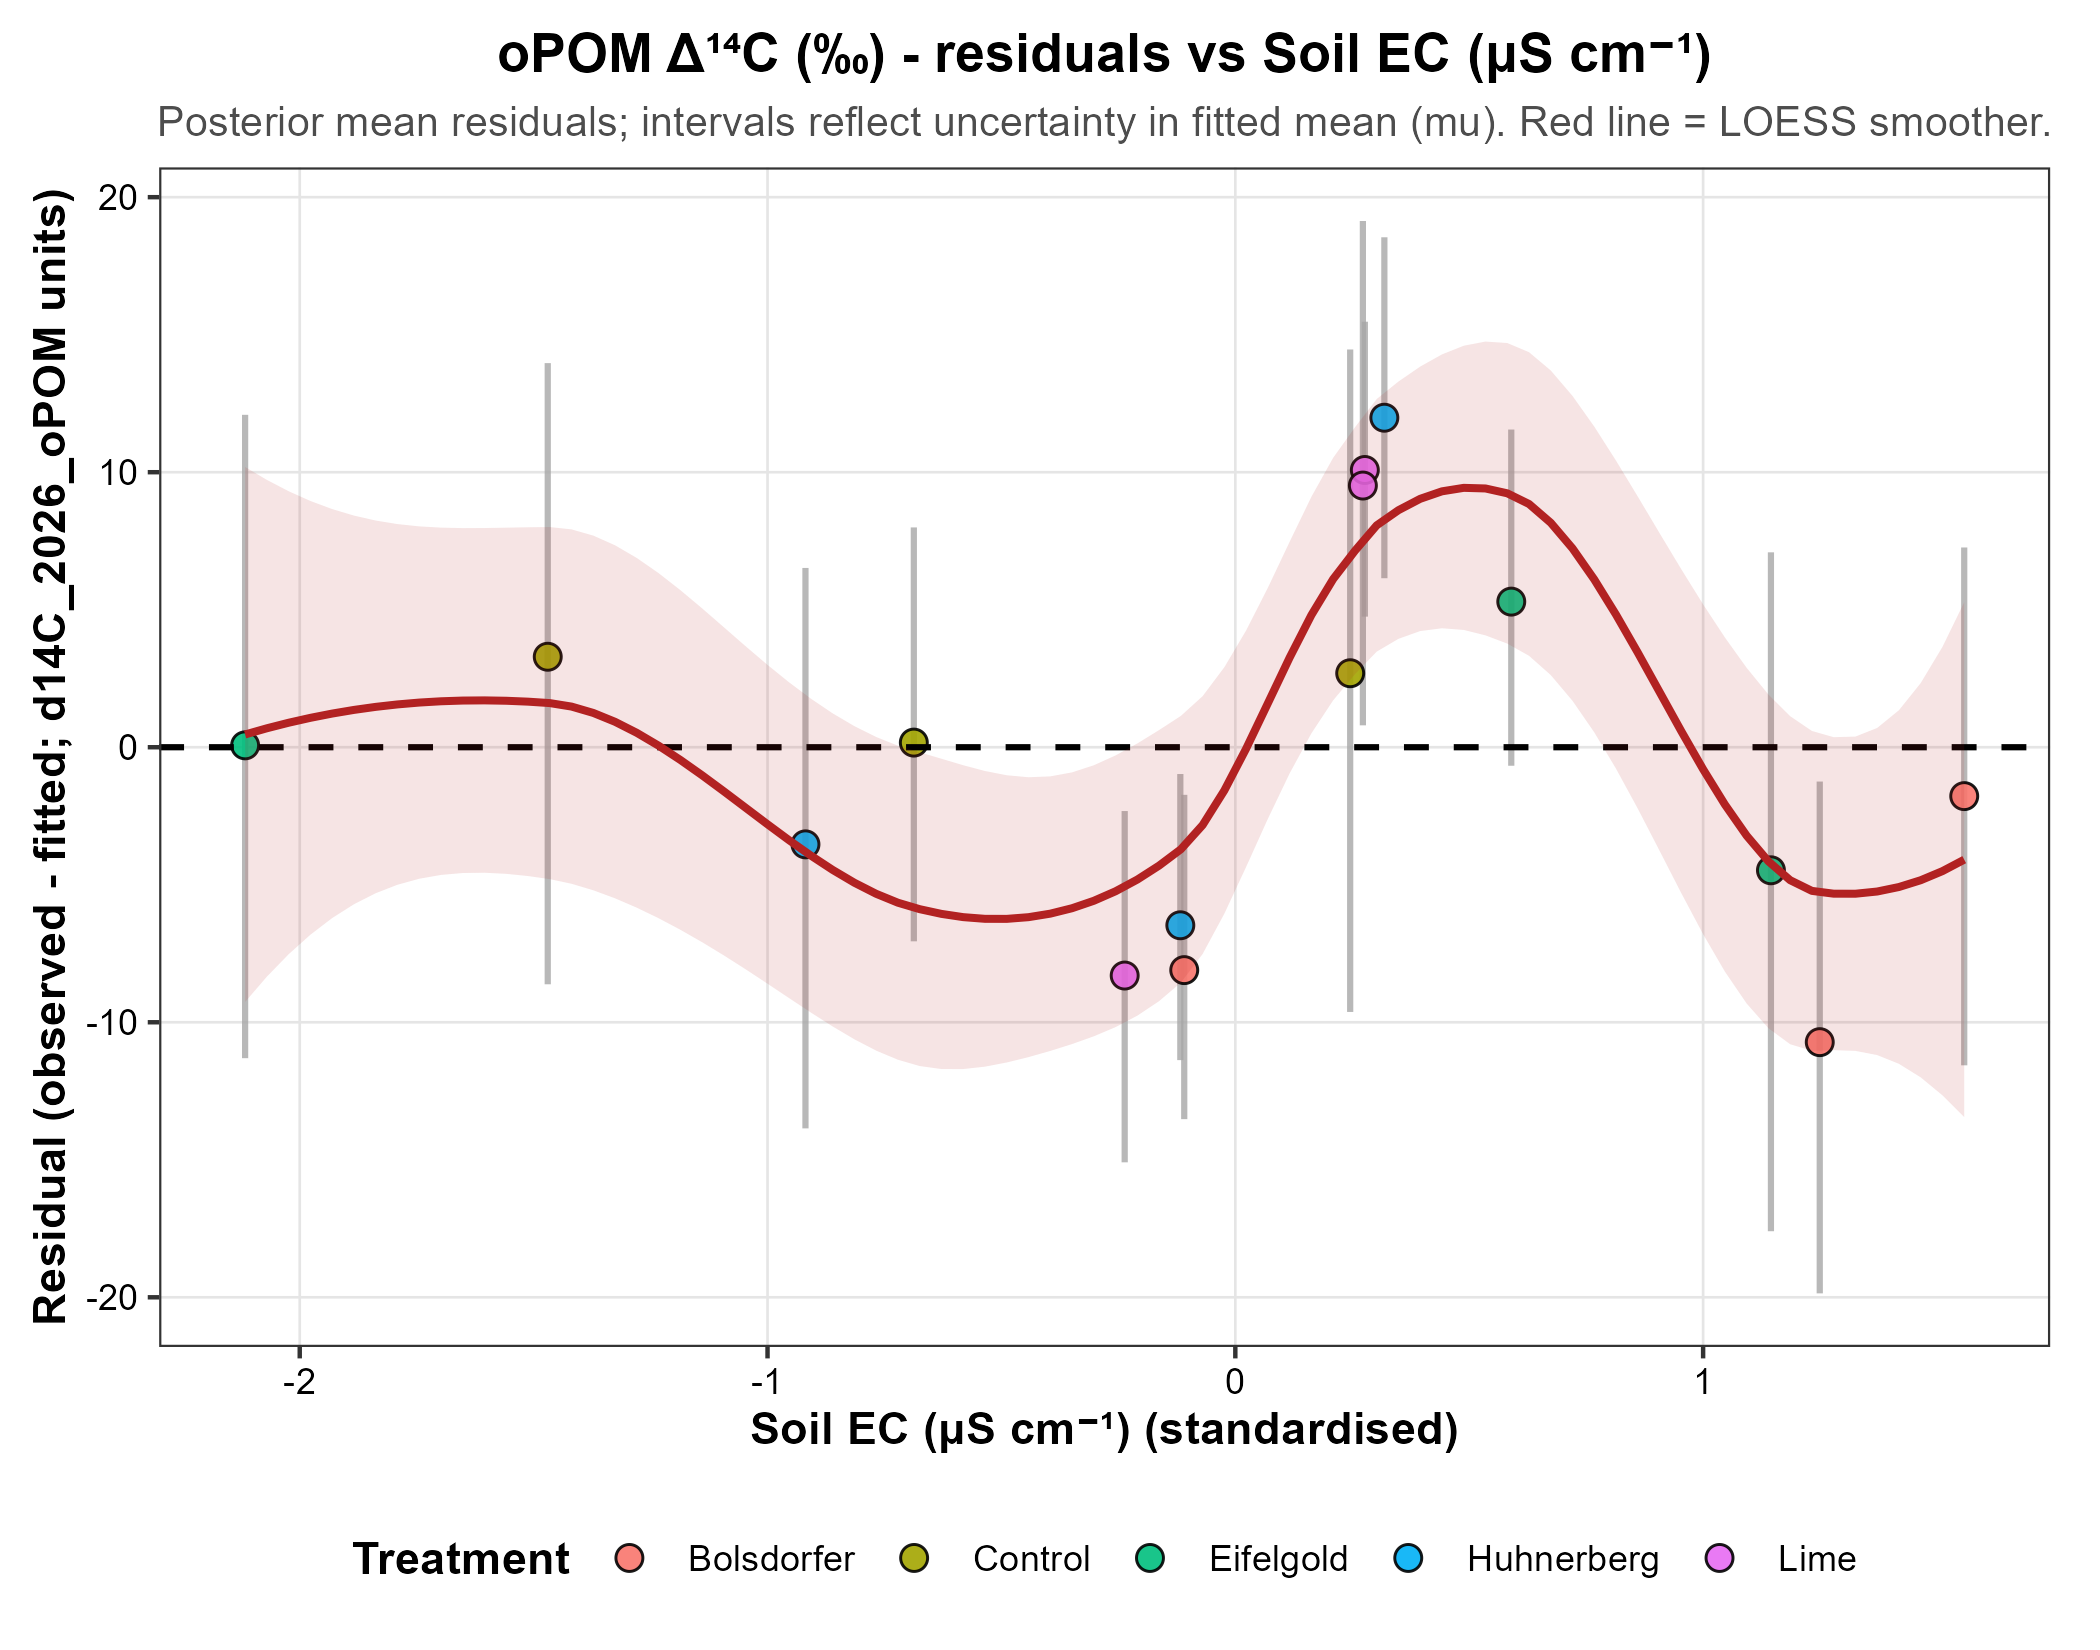 oPOM Δ¹⁴C (‰) - residuals vs Soil EC (µS cm⁻¹)
Posterior mean residuals; intervals reflect uncertainty in fitted mean (mu). Red line = LOESS smoother.
Residual (observed - fitted; d14C_2026_oPOM units)
20
10
0
-10
-20
-2
-1
0
1
Soil EC (µS cm⁻¹) (standardised)
Treatment
Bolsdorfer
Control
Eifelgold
Huhnerberg
Lime